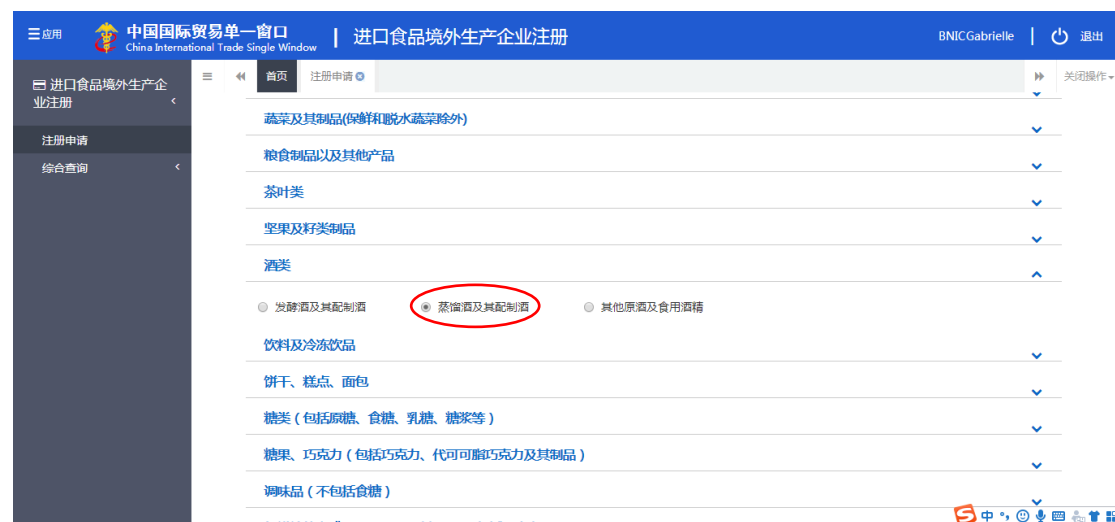 应用
中国国际贸易单一窗口
China International Trade Single Window
进口食品境外生产企业注册
BNICGabrielle
退出
进口食品境外生产企
业注册
注册申请
综合查询
首页
注册申请
关闭操作
蔬菜及其制品(保鲜和脱水蔬菜除外)
粮食制品以及其他产品
茶叶类
坚果及籽类制品
酒类
发酵酒及其配制酒
蒸馏酒及其配制酒
其他原酒及食用酒精
饮料及冷冻饮品
饼干、糕点、面包
糖类（包括原糖、食糖、乳糖、糖浆等）
糖果、巧克力（包括巧克力、代可可脂巧克力及其制品）
调味品（不包括食糖）
中